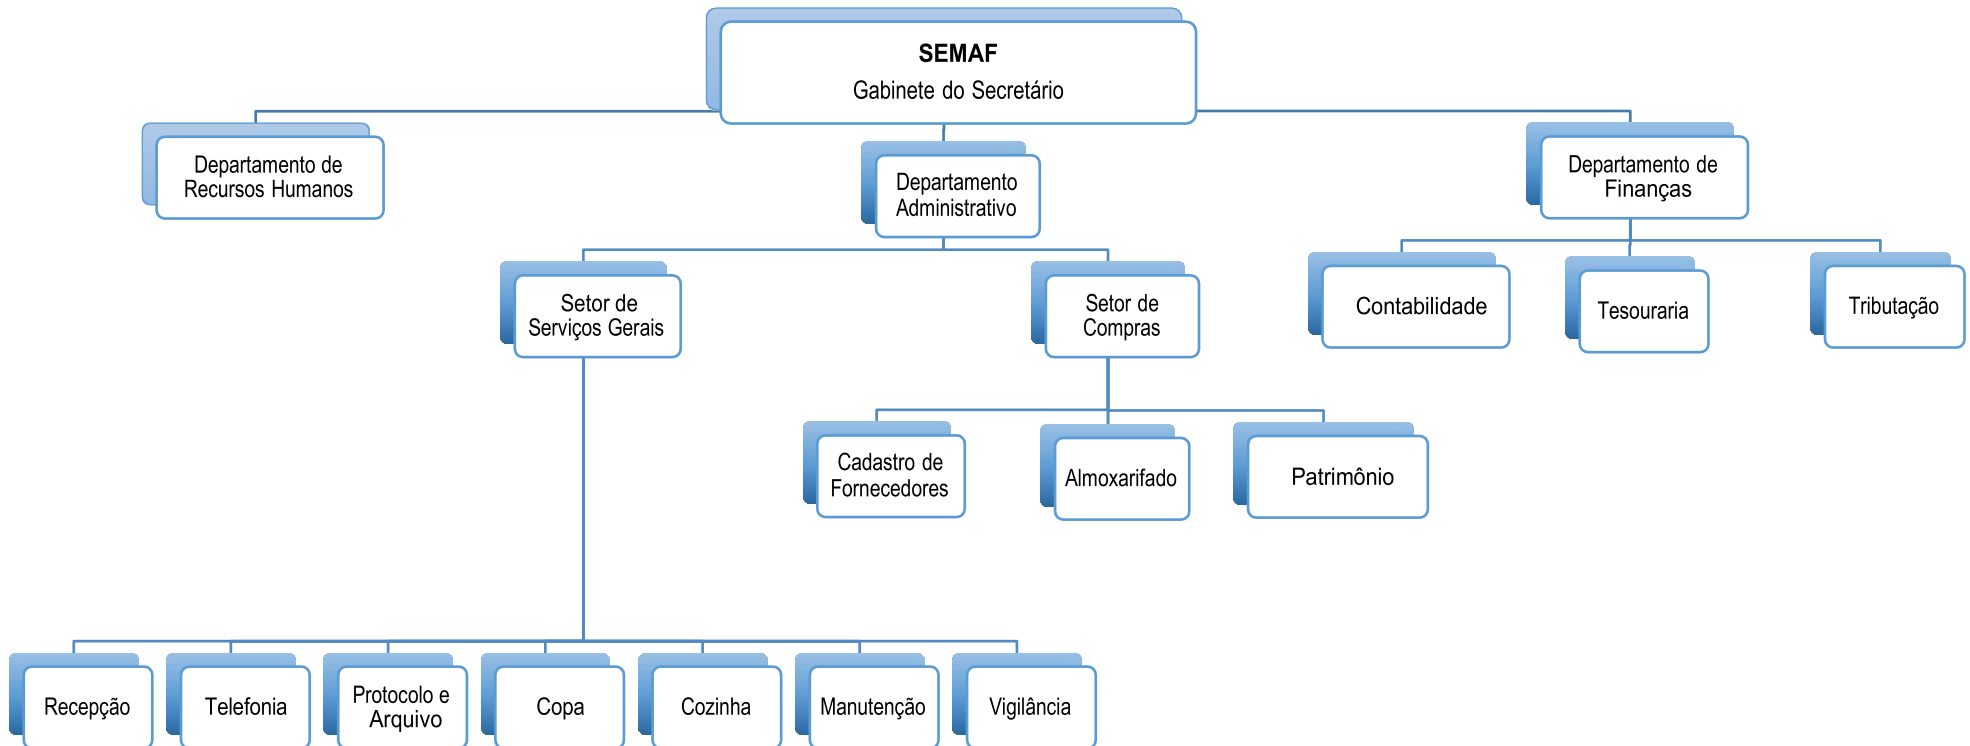 SEMAF
Gabinete do Secretário
Departamento de
Recursos Humanos
Departamento
Administrativo
Departamento de
Finanças
Setor de
Serviços Gerais
Setor de
Compras
Contabilidade
Tesouraria
Tributação
Cadastro de
Fornecedores
Almoxarifado
Patrimônio
Recepção
Telefonia
Protocolo e
Arquivo
Copa
Cozinha
Manutenção
Vigilância